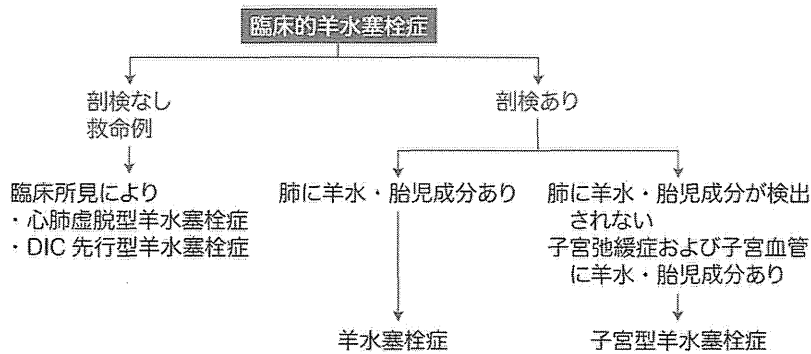 臨床的羊水塞栓症
剖検なし
救命例
剖検あり
臨床所見により
・心肺虚脱型羊水塞栓症
・DIC 先行型羊水塞栓症
肺に羊水・胎児成分あり
肺に羊水・胎児成分が検出
されない
子宮弛緩症および子宮血管
に羊水・胎児成分あり
羊水塞栓症
子宮型羊水塞栓症